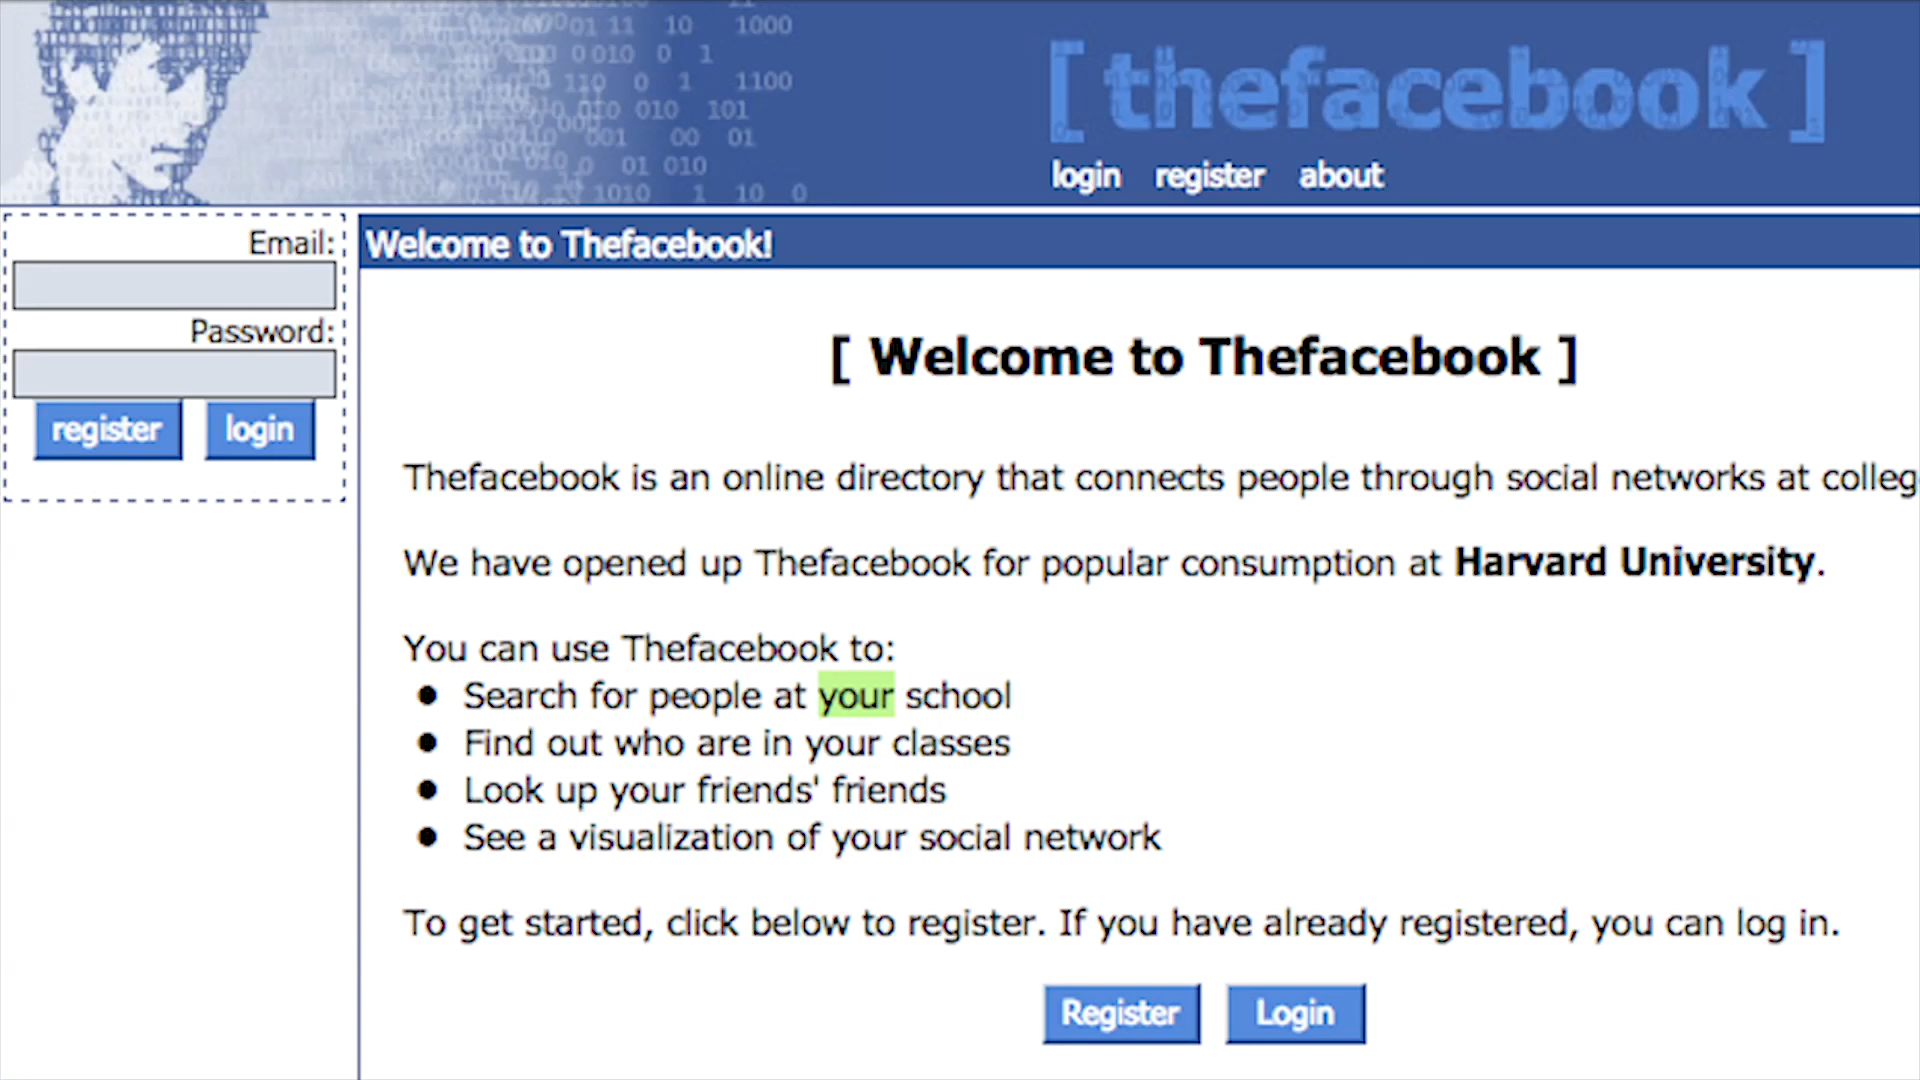 [ thefacebook ]
login register about
Email:
Password:
register login
Welcome to Thefacebook!
[ Welcome to Thefacebook ]
Thefacebook is an online directory that connects people through social networks at
We have opened up Thefacebook for popular consumption at Harvard University.
You can use Thefacebook to:
● Search for people at your school
● Find out who are in your classes
● Look up your friends' friends
● See a visualization of your social network
To get started, click below to register. If you have already registered, you can log in.
Register Login